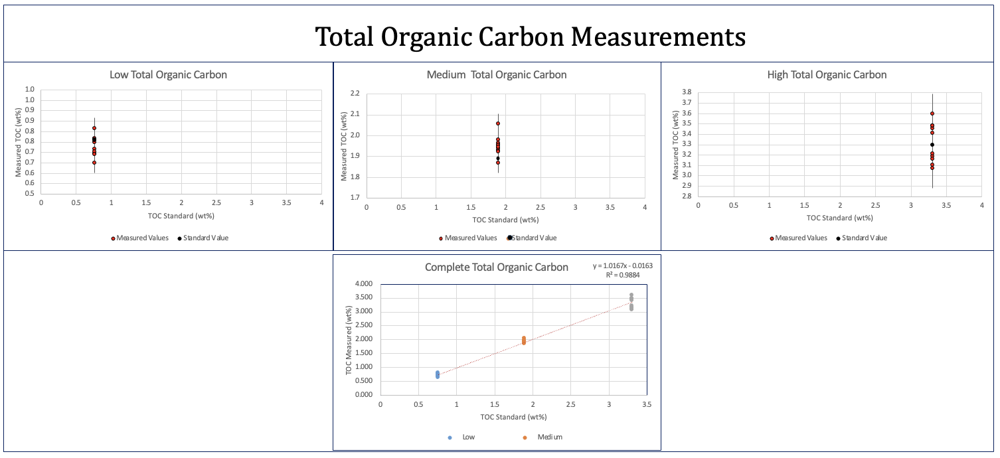 Total Organic Carbon Measurements
Low Total Organic Carbon
1.0
1.0
0.9
0.9
0.8
0.8
0.7
0.7
0.6
0.6
0.5
Measured TOC (wt%)
0 0.5 1 1.5 2 2.5 3 3.5 4
TOC Standard (wt%)
Measured Values Standard Value
Medium Total Organic Carbon
2.2
2.1
2.0
1.9
1.8
1.7
Measured TOC (wt%)
0 0.5 1 1.5 2 2.5 3 3.5 4
TOC Standard (wt%)
Measured Values Standard Value
High Total Organic Carbon
3.8
3.7
3.6
3.5
3.4
3.3
3.2
3.1
3.0
2.9
2.8
Measured TOC (wt%)
0 0.5 1 1.5 2 2.5 3 3.5 4
TOC Standard (wt%)
Measured Values Standard Value
Complete Total Organic Carbon
y = 1.0167x - 0.0163
R² = 0.9884
4.000
3.500
3.000
2.500
2.000
1.500
1.000
0.500
0.000
TOC Measured (wt%)
0 0.5 1 1.5 2 2.5 3 3.5
TOC Standard (wt%)
Low Medium